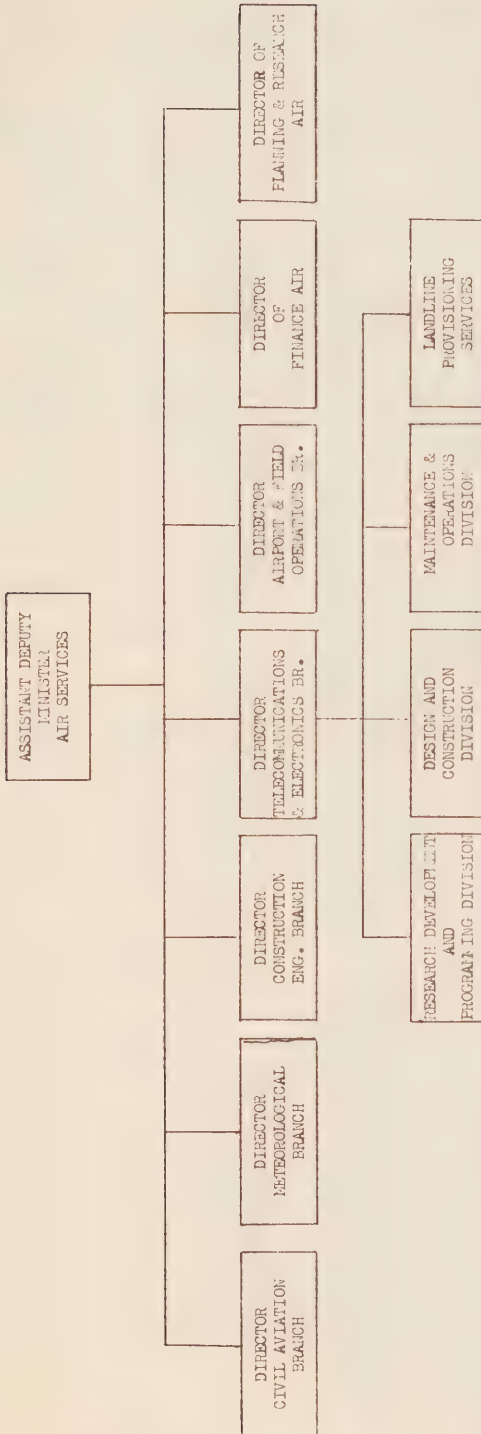 ASSISTANT DEPUTY
MINISTER
AIR SERVICES
DIRECTOR
CIVIL AVIATION
BRANCH
DIRECTOR
METEOROLOGICAL
BRANCH
DIRECTOR
CONSTRUCTION
ENG. BRANCH
DIRECTOR
TELECOMMUNICATIONS
& ELECTRONICS BR.
DIRECTOR
AIRPORT & FIELD
OPERATIONS BR.
DIRECTOR
OF
FINANCE AIR
DIRECTOR OF
PLANNING & RESEARCH
AIR
RESEARCH DEVELOPMENT
AND
PROGRAMMING DIVISION
DESIGN AND
CONSTRUCTION
DIVISION
MAINTENANCE &
OPERATIONS
DIVISION
LANDLINE
PROVISIONING
SERVICES